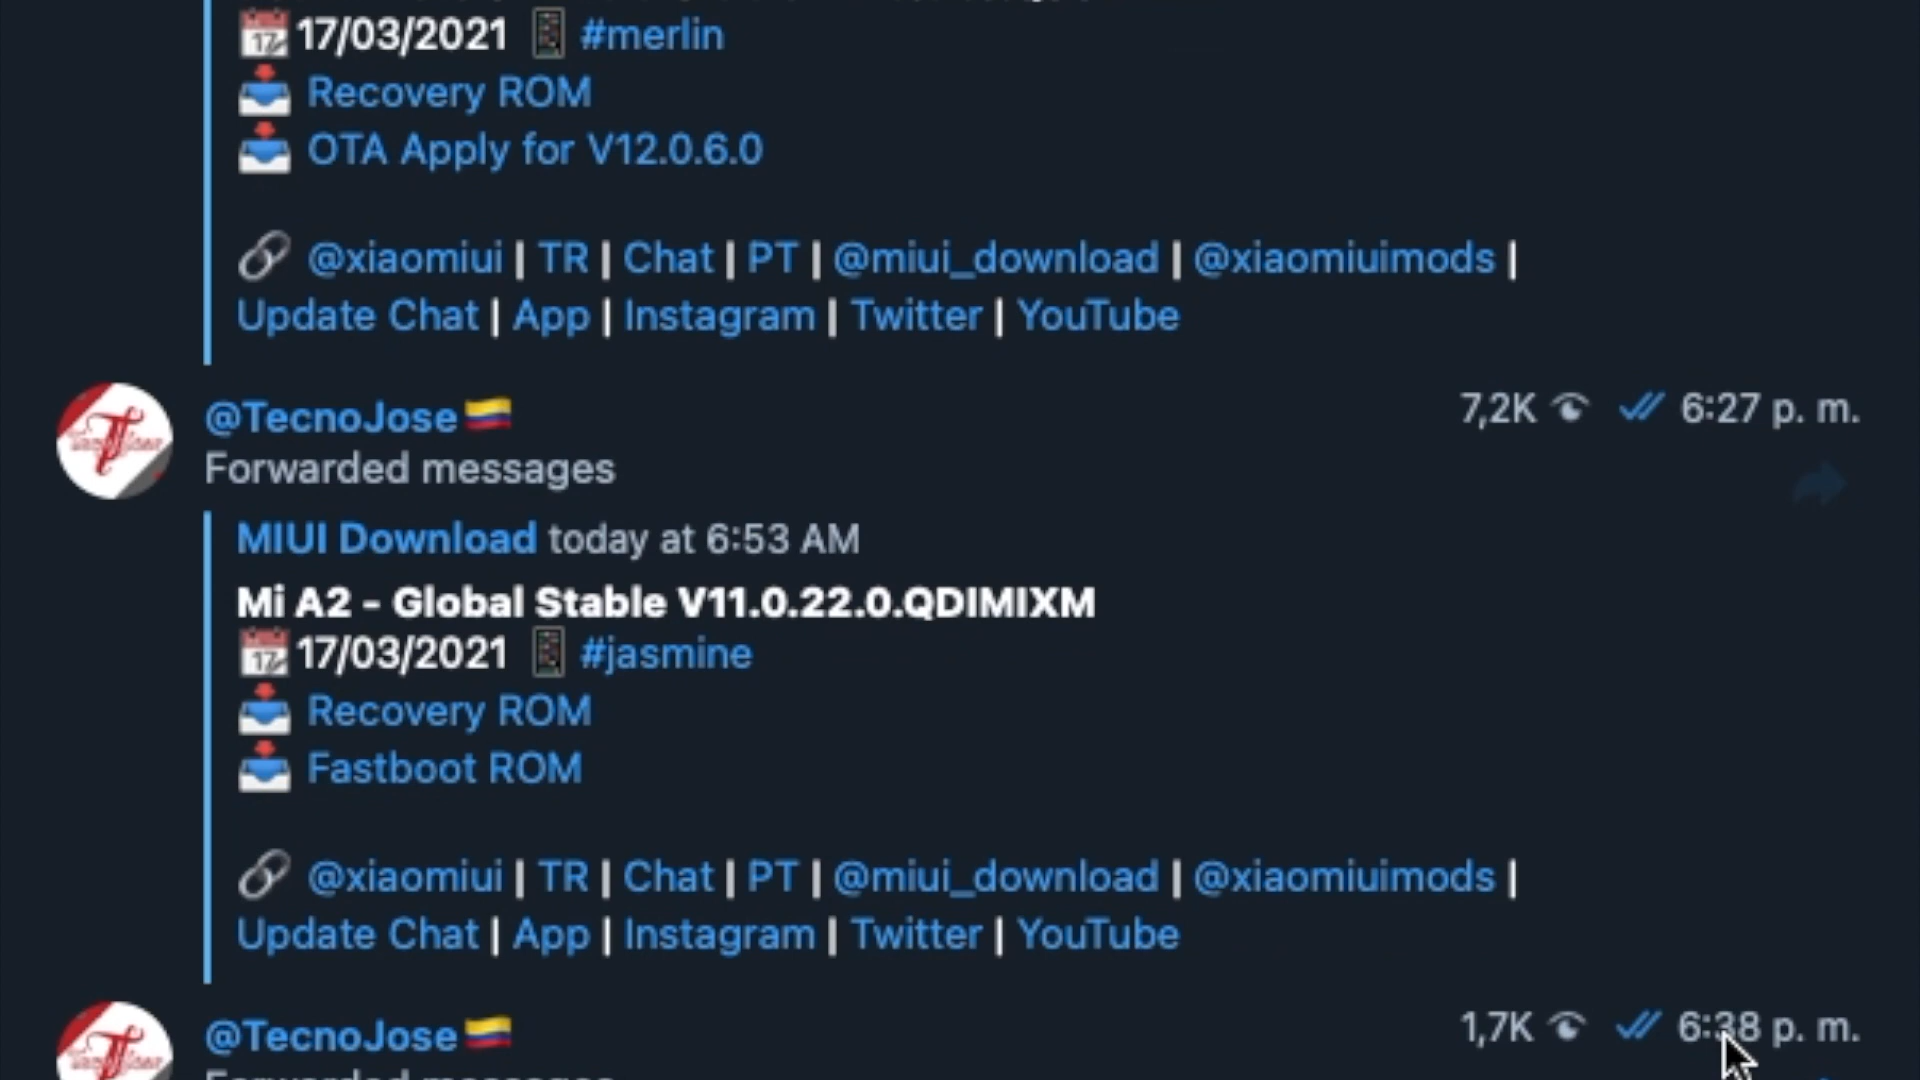 17/03/2021 #merlin
Recovery ROM
OTA Apply for V12.0.6.0
@xiaomiui | TR | Chat | PT | @miui_download | @xiaomiuimods |
Update Chat | App | Instagram | Twitter | YouTube
@TecnoJose 7,2K 6:27 p. m.
Forwarded messages
MIUI Download today at 6:53 AM
Mi A2 - Global Stable V11.0.22.0.QDIMIXM
17/03/2021 #jasmine
Recovery ROM
Fastboot ROM
@xiaomiui | TR | Chat | PT | @miui_download | @xiaomiuimods |
Update Chat | App | Instagram | Twitter | YouTube
@TecnoJose 1,7K 6:38 p. m.
Forwarded messages